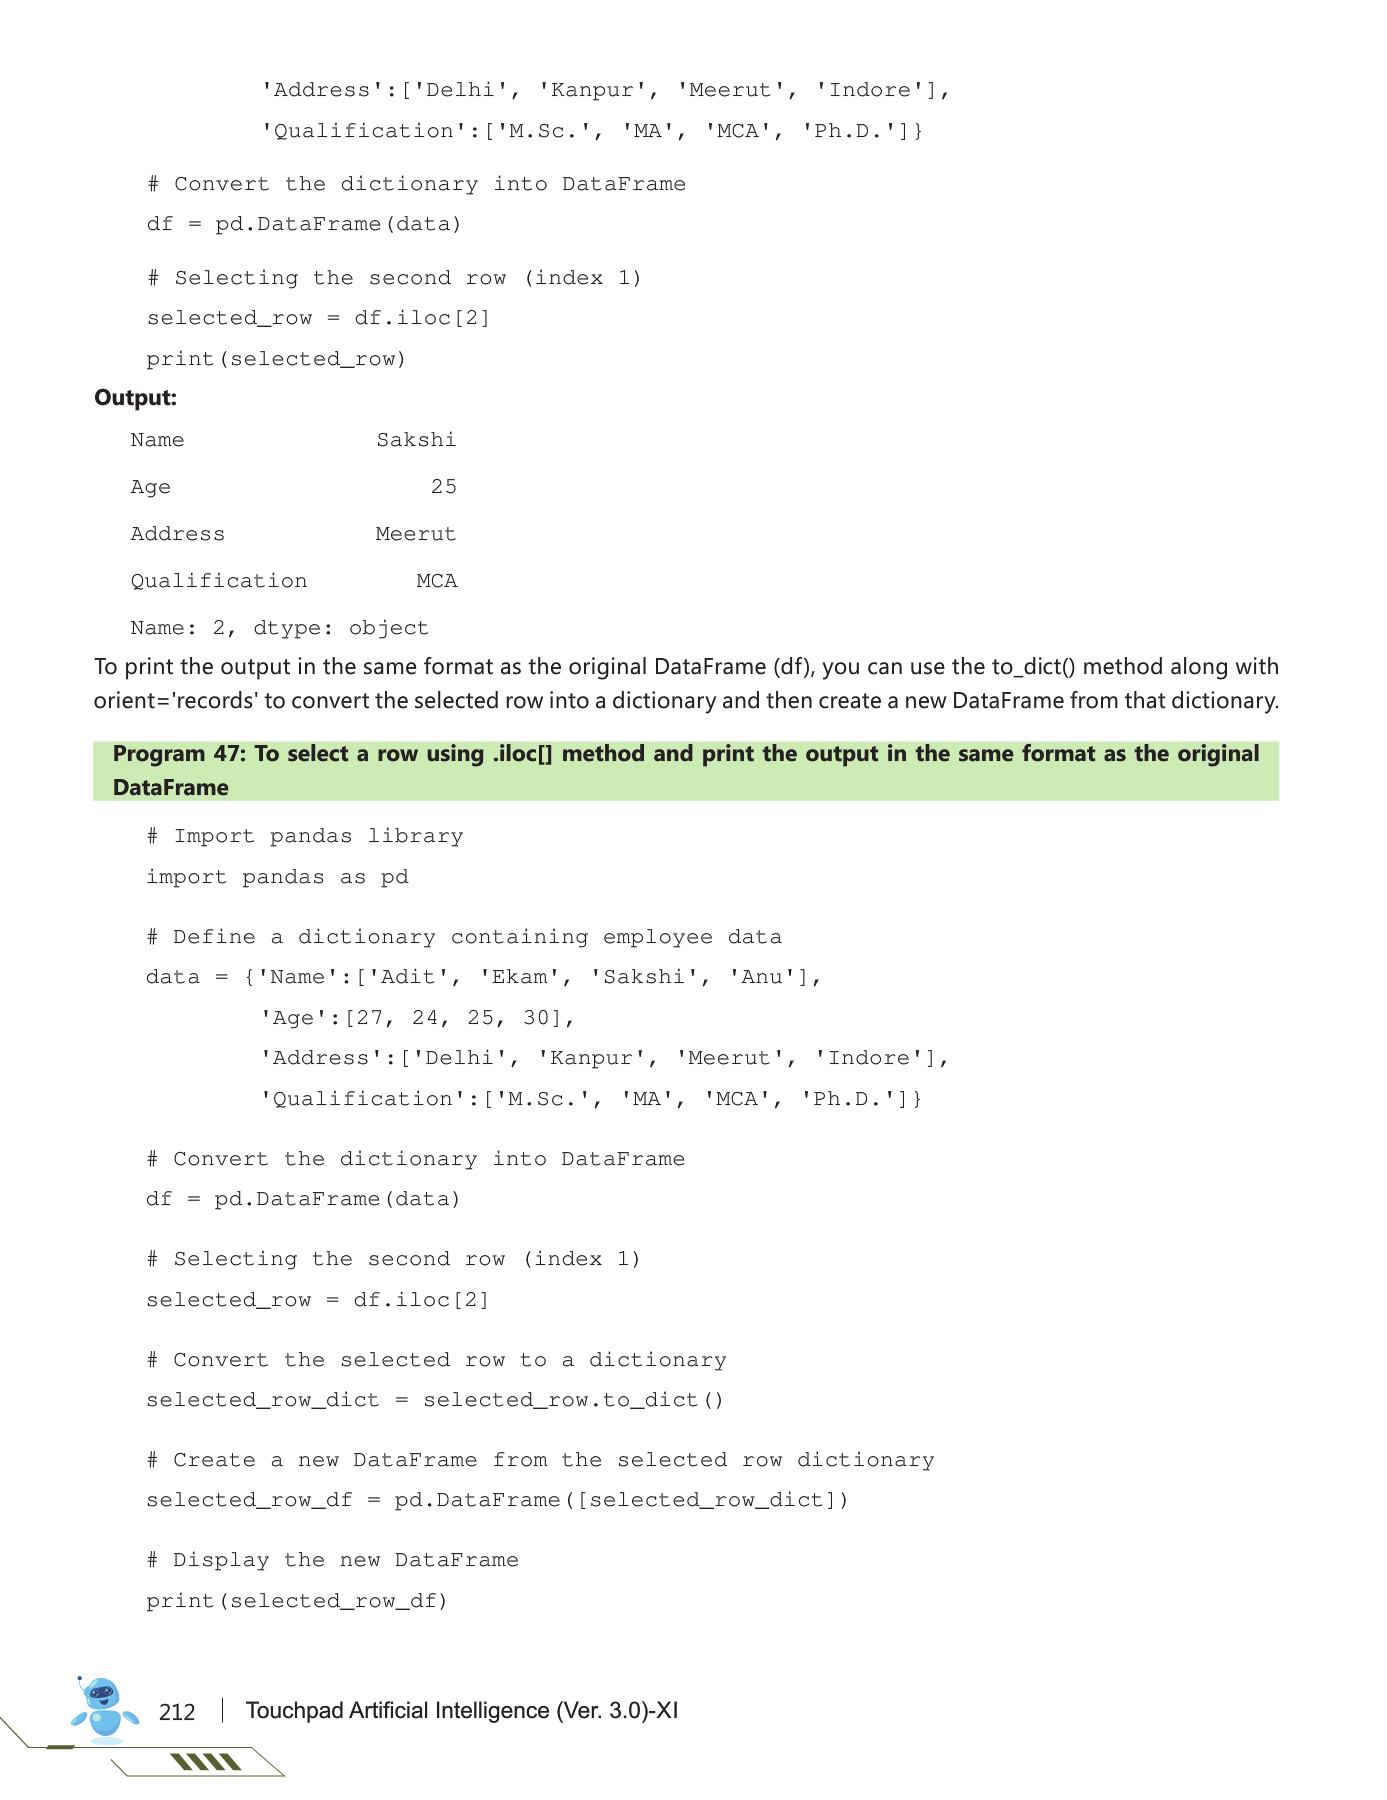 'Address':['Delhi', 'Kanpur', 'Meerut', 'Indore'],
'Qualification':['M.Sc.', 'MA', 'MCA', 'Ph.D.']}
# Convert the dictionary into DataFrame
df = pd.DataFrame(data)
# Selecting the second row (index 1)
selected_row = df.iloc[2]
print(selected_row)
Output:
Name Sakshi
Age 25
Address Meerut
Qualification MCA
Name: 2, dtype: object
To print the output in the same format as the original DataFrame (df), you can use the to_dict() method along with
orient='records' to convert the selected row into a dictionary and then create a new DataFrame from that dictionary.
Program 47: To select a row using .iloc[] method and print the output in the same format as the original
DataFrame
# Import pandas library
import pandas as pd
# Define a dictionary containing employee data
data = {'Name':['Adit', 'Ekam', 'Sakshi', 'Anu'],
'Age':[27, 24, 25, 30],
'Address':['Delhi', 'Kanpur', 'Meerut', 'Indore'],
'Qualification':['M.Sc.', 'MA', 'MCA', 'Ph.D.']}
# Convert the dictionary into DataFrame
df = pd.DataFrame(data)
# Selecting the second row (index 1)
selected_row = df.iloc[2]
# Convert the selected row to a dictionary
selected_row_dict = selected_row.to_dict()
# Create a new DataFrame from the selected row dictionary
selected_row_df = pd.DataFrame([selected_row_dict])
# Display the new DataFrame
print(selected_row_df)
212 Touchpad Artificial Intelligence (Ver. 3.0)-XI